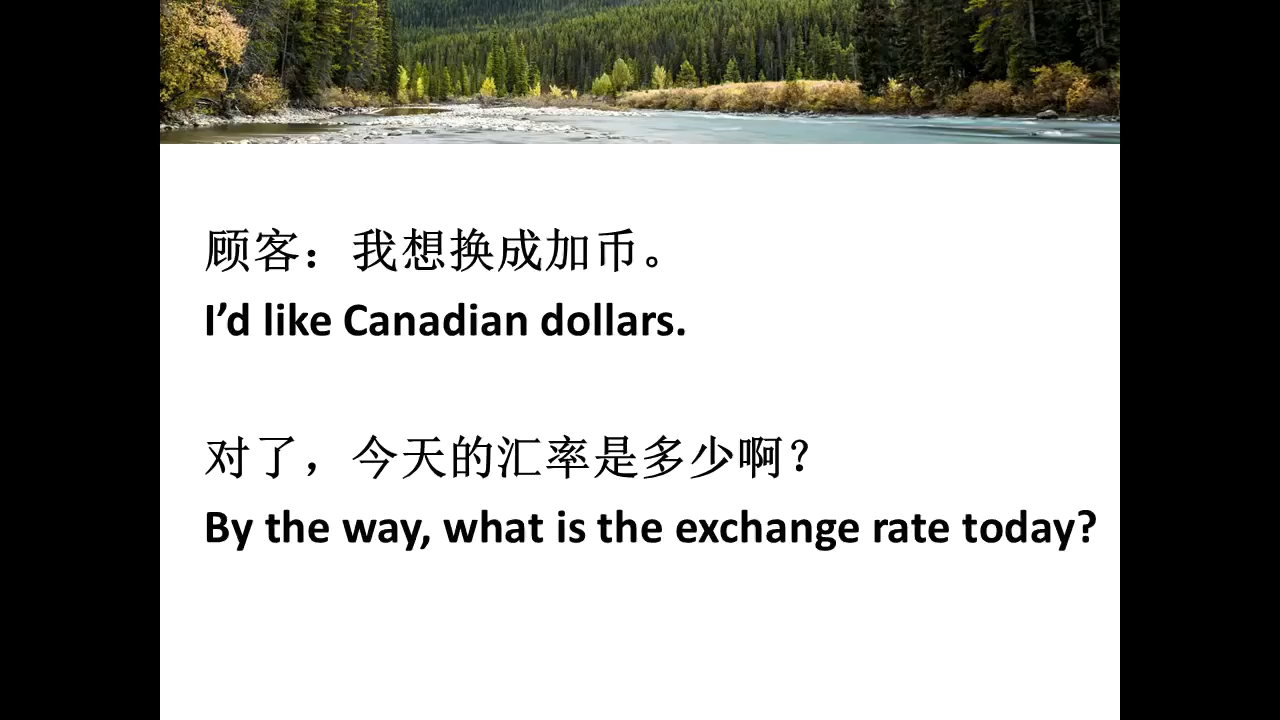 顾客：我想换成加币。
I’d like Canadian dollars.
对了，今天的汇率是多少啊？
By the way, what is the exchange rate today?